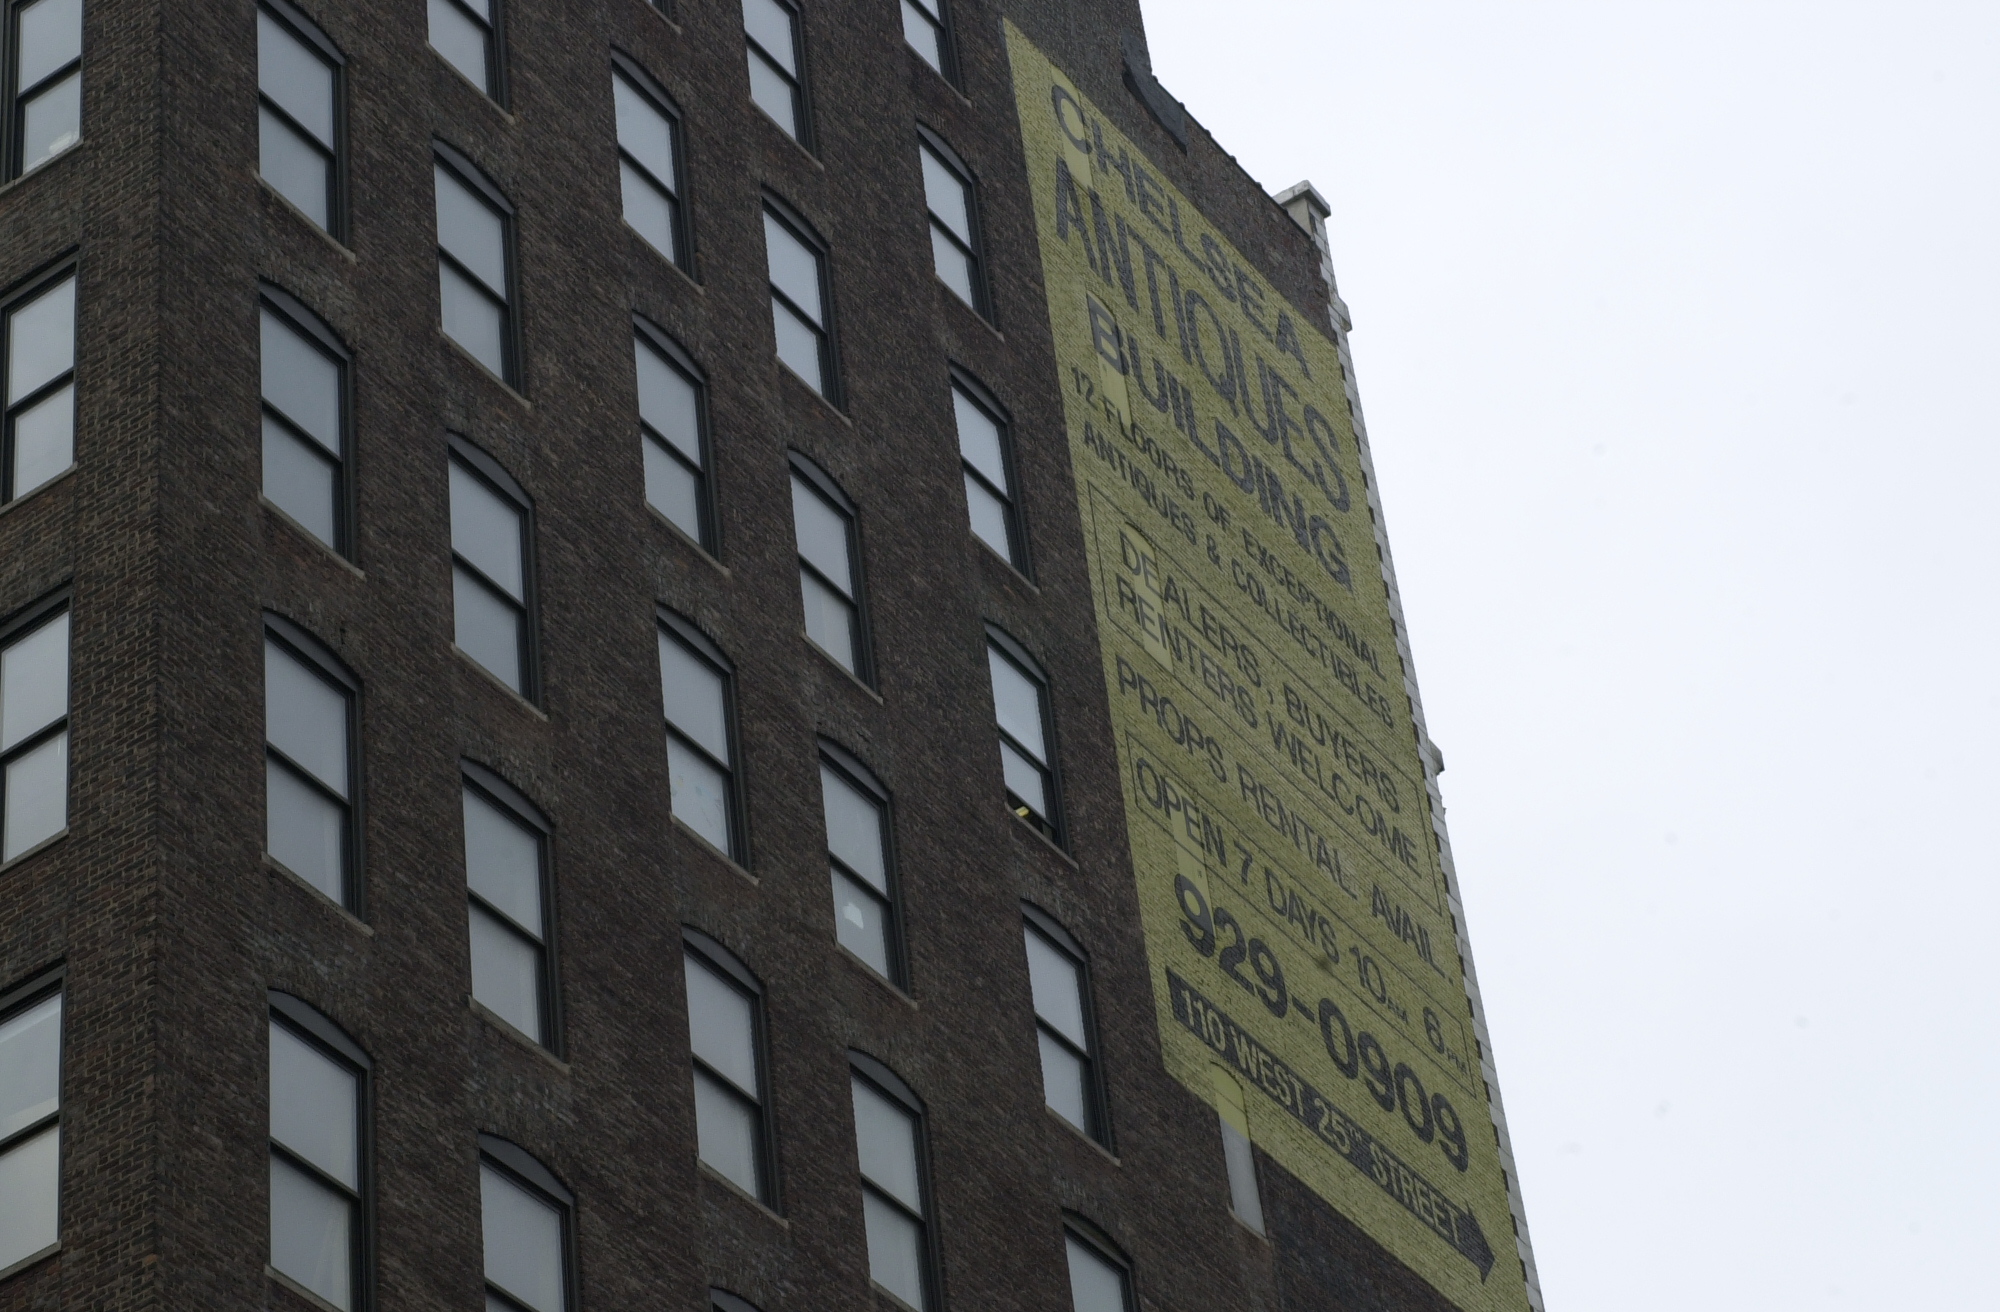 CHELSEA
ANTIQUES
BUILDING
12 FLOORS OF EXCEPTIONAL
ANTIQUES & COLLECTIBLES
DEALERS, BUYERS
RENTERS WELCOME
PROPS RENTAL AVAIL.
OPEN 7 DAYS 10AM 6PM
929-0909
110 WEST 25TH STREET